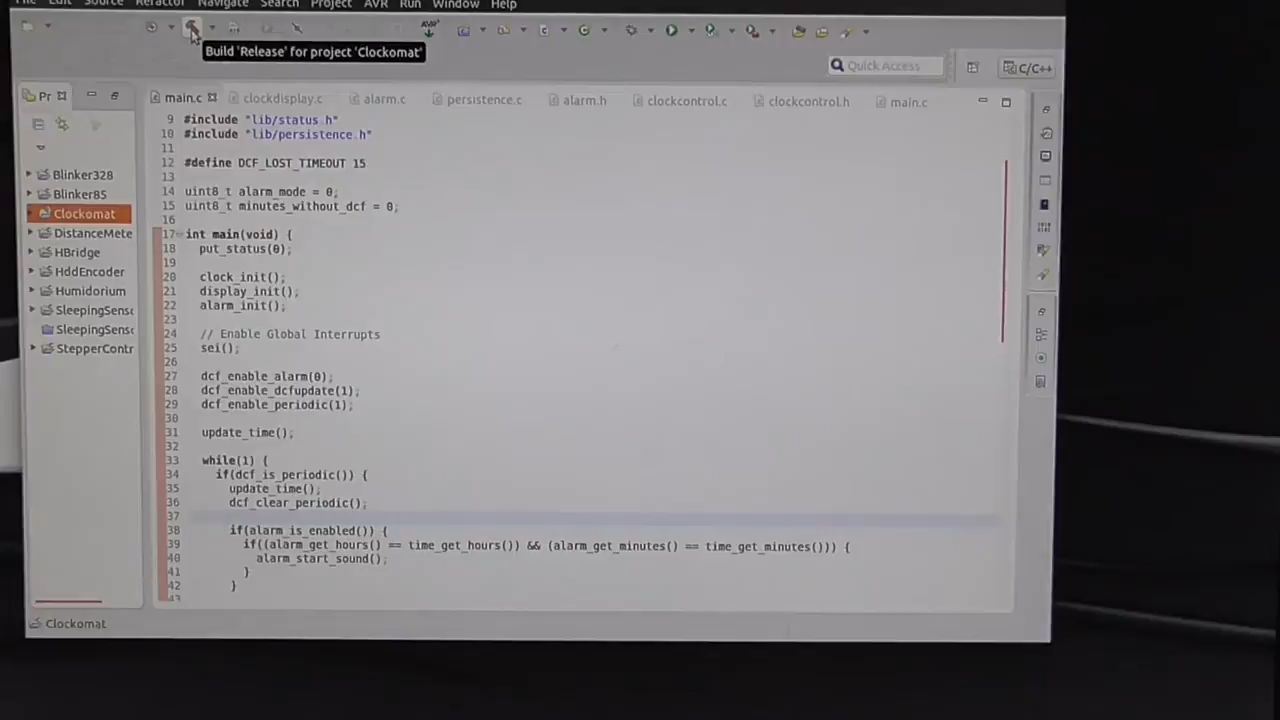 File Edit Source Refactor Navigate Search Project AVR Run Window Help
AVR
Build 'Release' for project 'Clockomat'
Quick Access
C/C++
Pr
main.c clockdisplay.c alarm.c persistence.c alarm.h clockcontrol.c clockcontrol.h main.c
Blinker328
Blinker85
Clockomat
DistanceMete
HBridge
HddEncoder
Humidorium
SleepingSens
SleepingSens
StepperContr
9 #include "lib/status.h"
10 #include "lib/persistence.h"
11
12 #define DCF_LOST_TIMEOUT 15
13
14 uint8_t alarm_mode = 0;
15 uint8_t minutes_without_dcf = 0;
16
17 int main(void) {
18 put_status(0);
19
20 clock_init();
21 display_init();
22 alarm_init();
23
24 // Enable Global Interrupts
25 sei();
26
27 dcf_enable_alarm(0);
28 dcf_enable_dcfupdate(1);
29 dcf_enable_periodic(1);
30
31 update_time();
32
33 while(1) {
34 if(dcf_is_periodic()) {
35 update_time();
36 dcf_clear_periodic();
37
38 if(alarm_is_enabled()) {
39 if((alarm_get_hours() == time_get_hours()) && (alarm_get_minutes() == time_get_minutes())) {
40 alarm_start_sound();
41 }
42 }
43
Clockomat